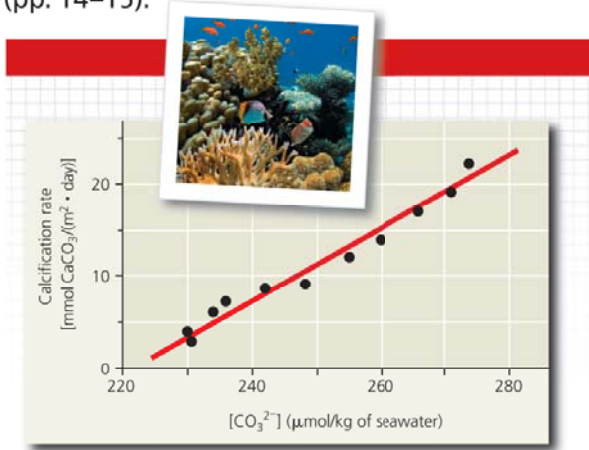 (pp. 14–15).
Calcification rate
[mmol CaCO₃/(m² • day)]
20
10
0
220
240
260
280
[CO₃²⁻] (µmol/kg of seawater)